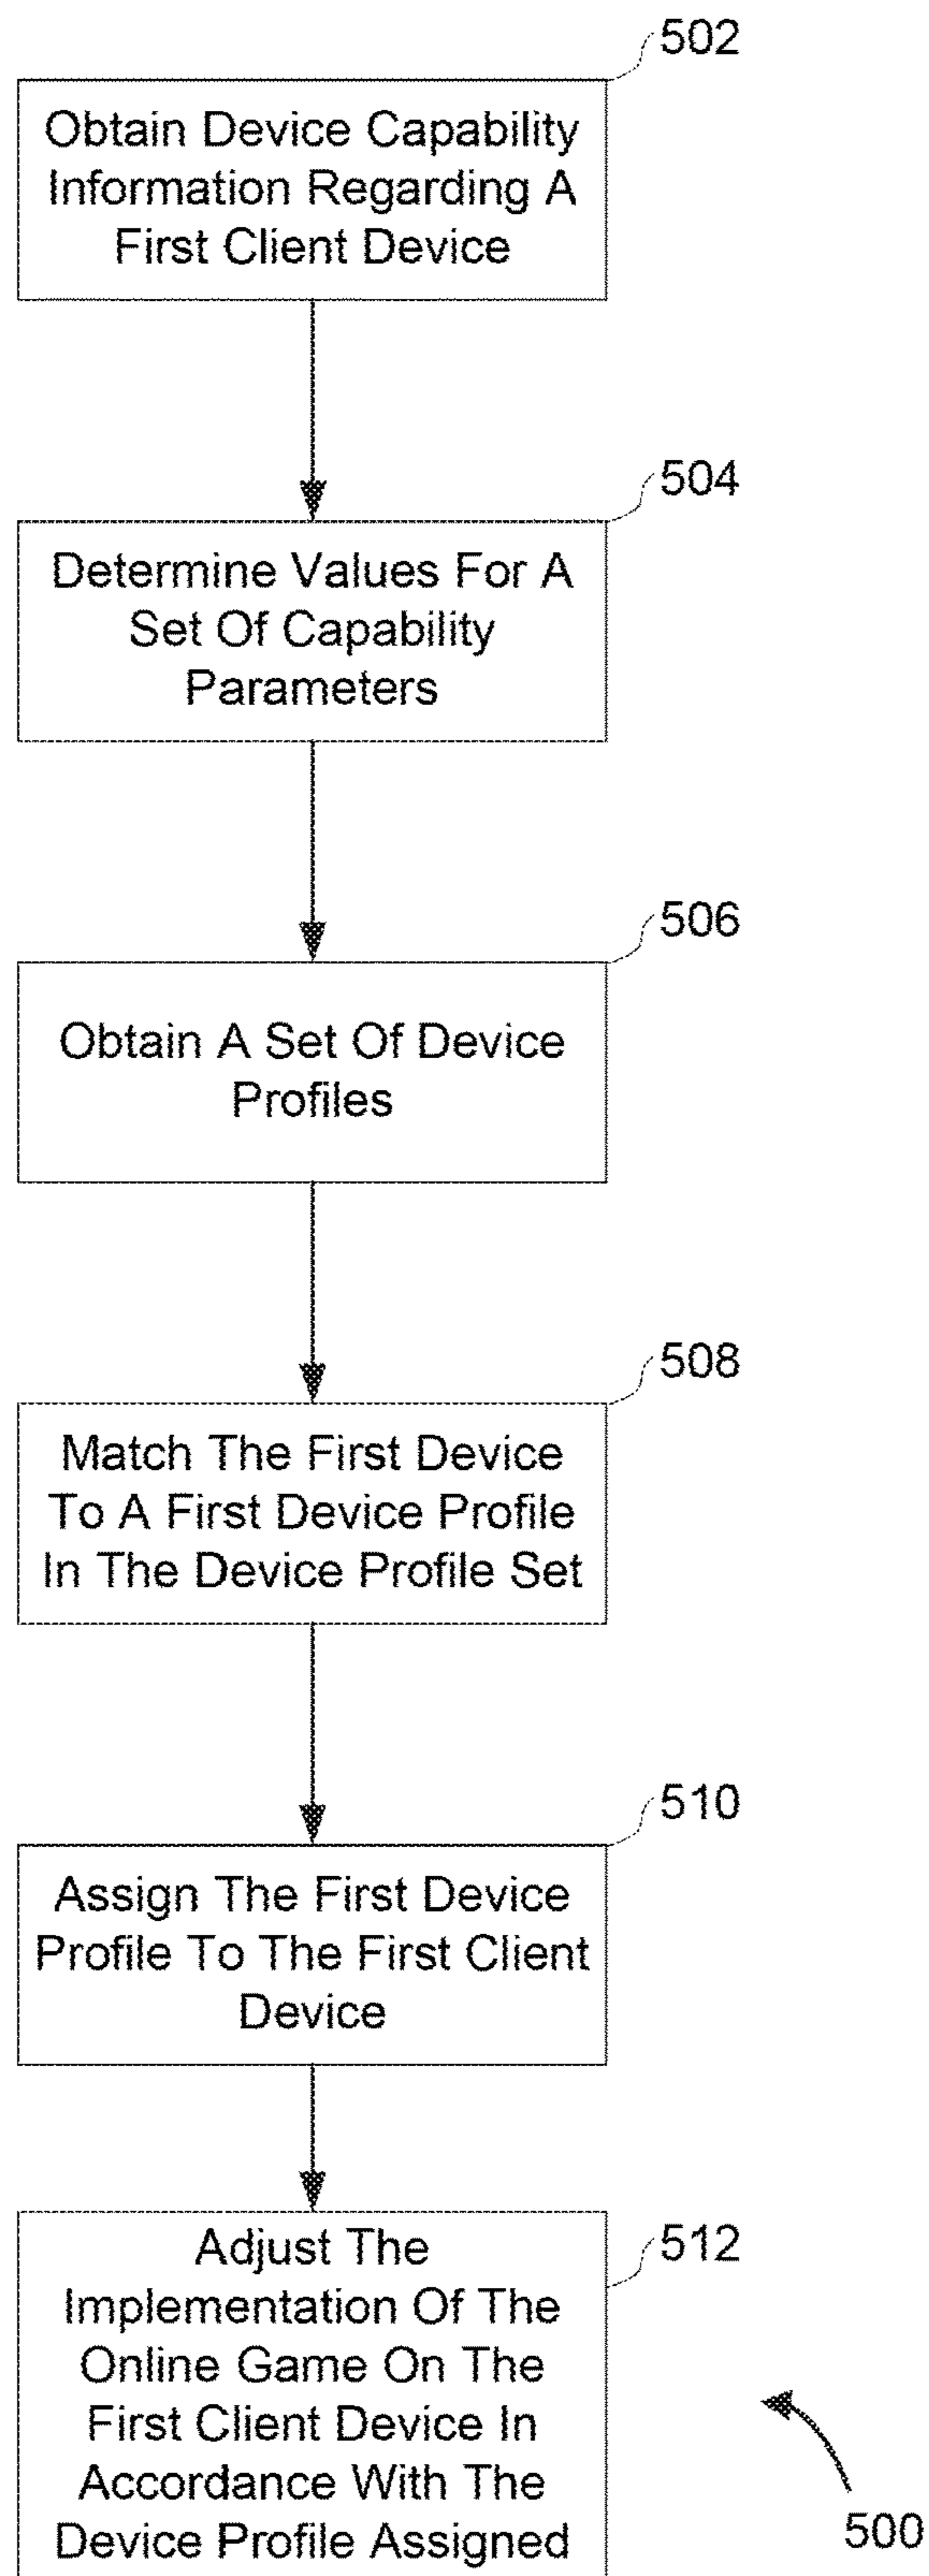 502
Obtain Device Capability
Information Regarding A
First Client Device
504
Determine Values For A
Set Of Capability
Parameters
506
Obtain A Set Of Device
Profiles
508
Match The First Device
To A First Device Profile
In The Device Profile Set
510
Assign The First Device
Profile To The First Client
Device
512
Adjust The
Implementation Of The
Online Game On The
First Client Device In
Accordance With The
Device Profile Assigned
500